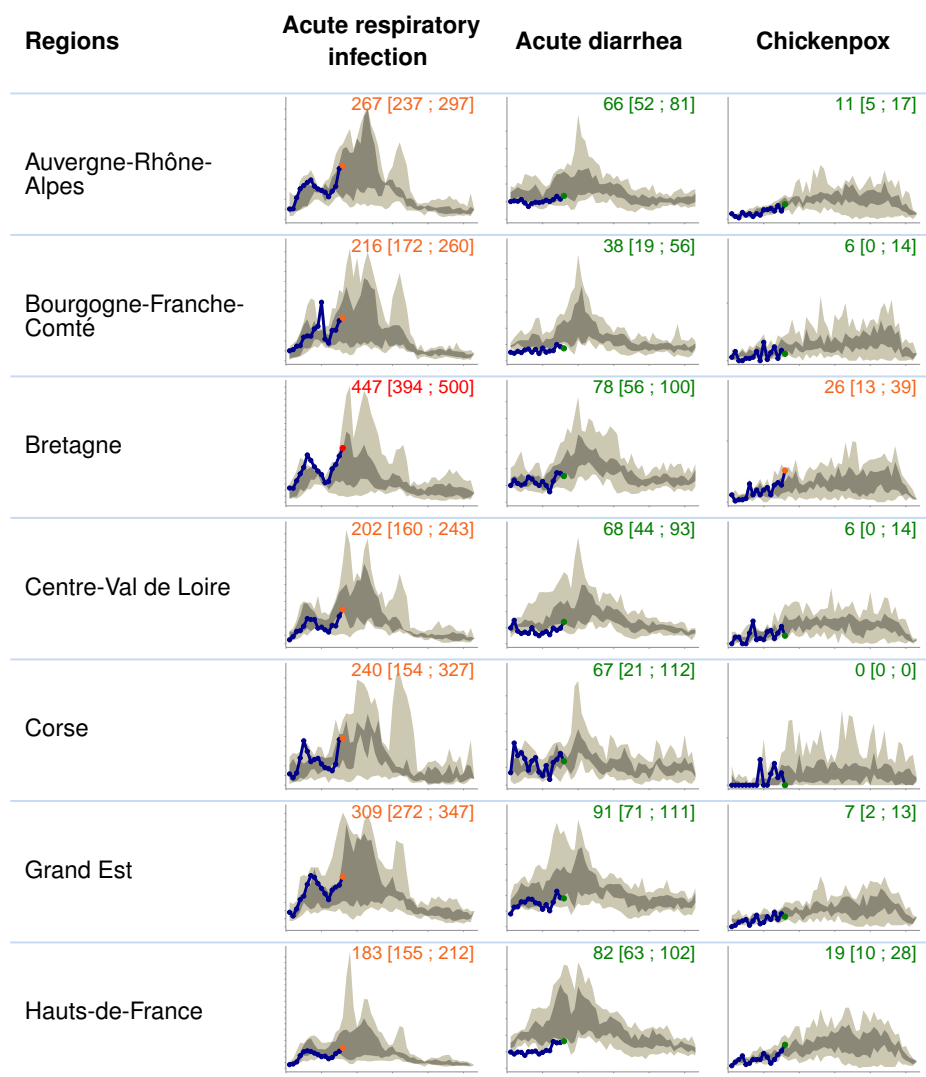 Regions
Acute respiratory
infection
Acute diarrhea
Chickenpox
267 [237 ; 297]
66 [52 ; 81]
11 [5 ; 17]
Auvergne-Rhône-
Alpes
216 [172 ; 260]
38 [19 ; 56]
6 [0 ; 14]
Bourgogne-Franche-
Comté
447 [394 ; 500]
78 [56 ; 100]
26 [13 ; 39]
Bretagne
202 [160 ; 243]
68 [44 ; 93]
6 [0 ; 14]
Centre-Val de Loire
240 [154 ; 327]
67 [21 ; 112]
0 [0 ; 0]
Corse
309 [272 ; 347]
91 [71 ; 111]
7 [2 ; 13]
Grand Est
183 [155 ; 212]
82 [63 ; 102]
19 [10 ; 28]
Hauts-de-France